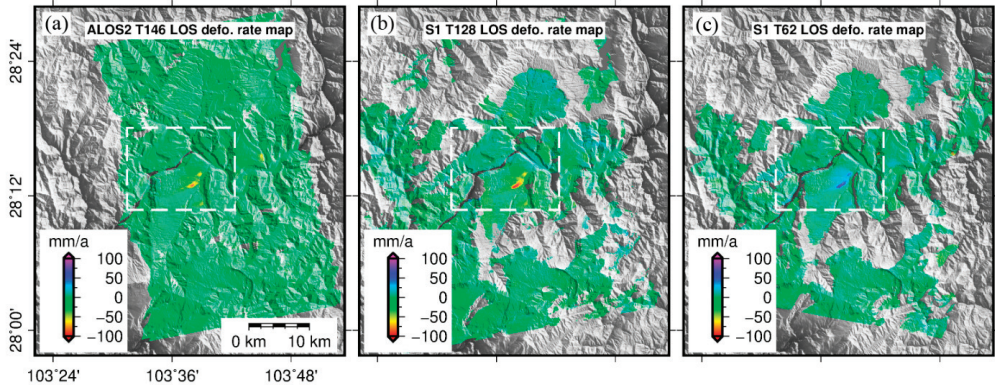 (a) ALOS2 T146 LOS defo. rate map
(b) S1 T128 LOS defo. rate map
(c) S1 T62 LOS defo. rate map
28°24'
28°12'
28°00'
mm/a
100
50
0
−50
−100
0 km 10 km
mm/a
100
50
0
−50
−100
mm/a
100
50
0
−50
−100
103°24' 103°36' 103°48'